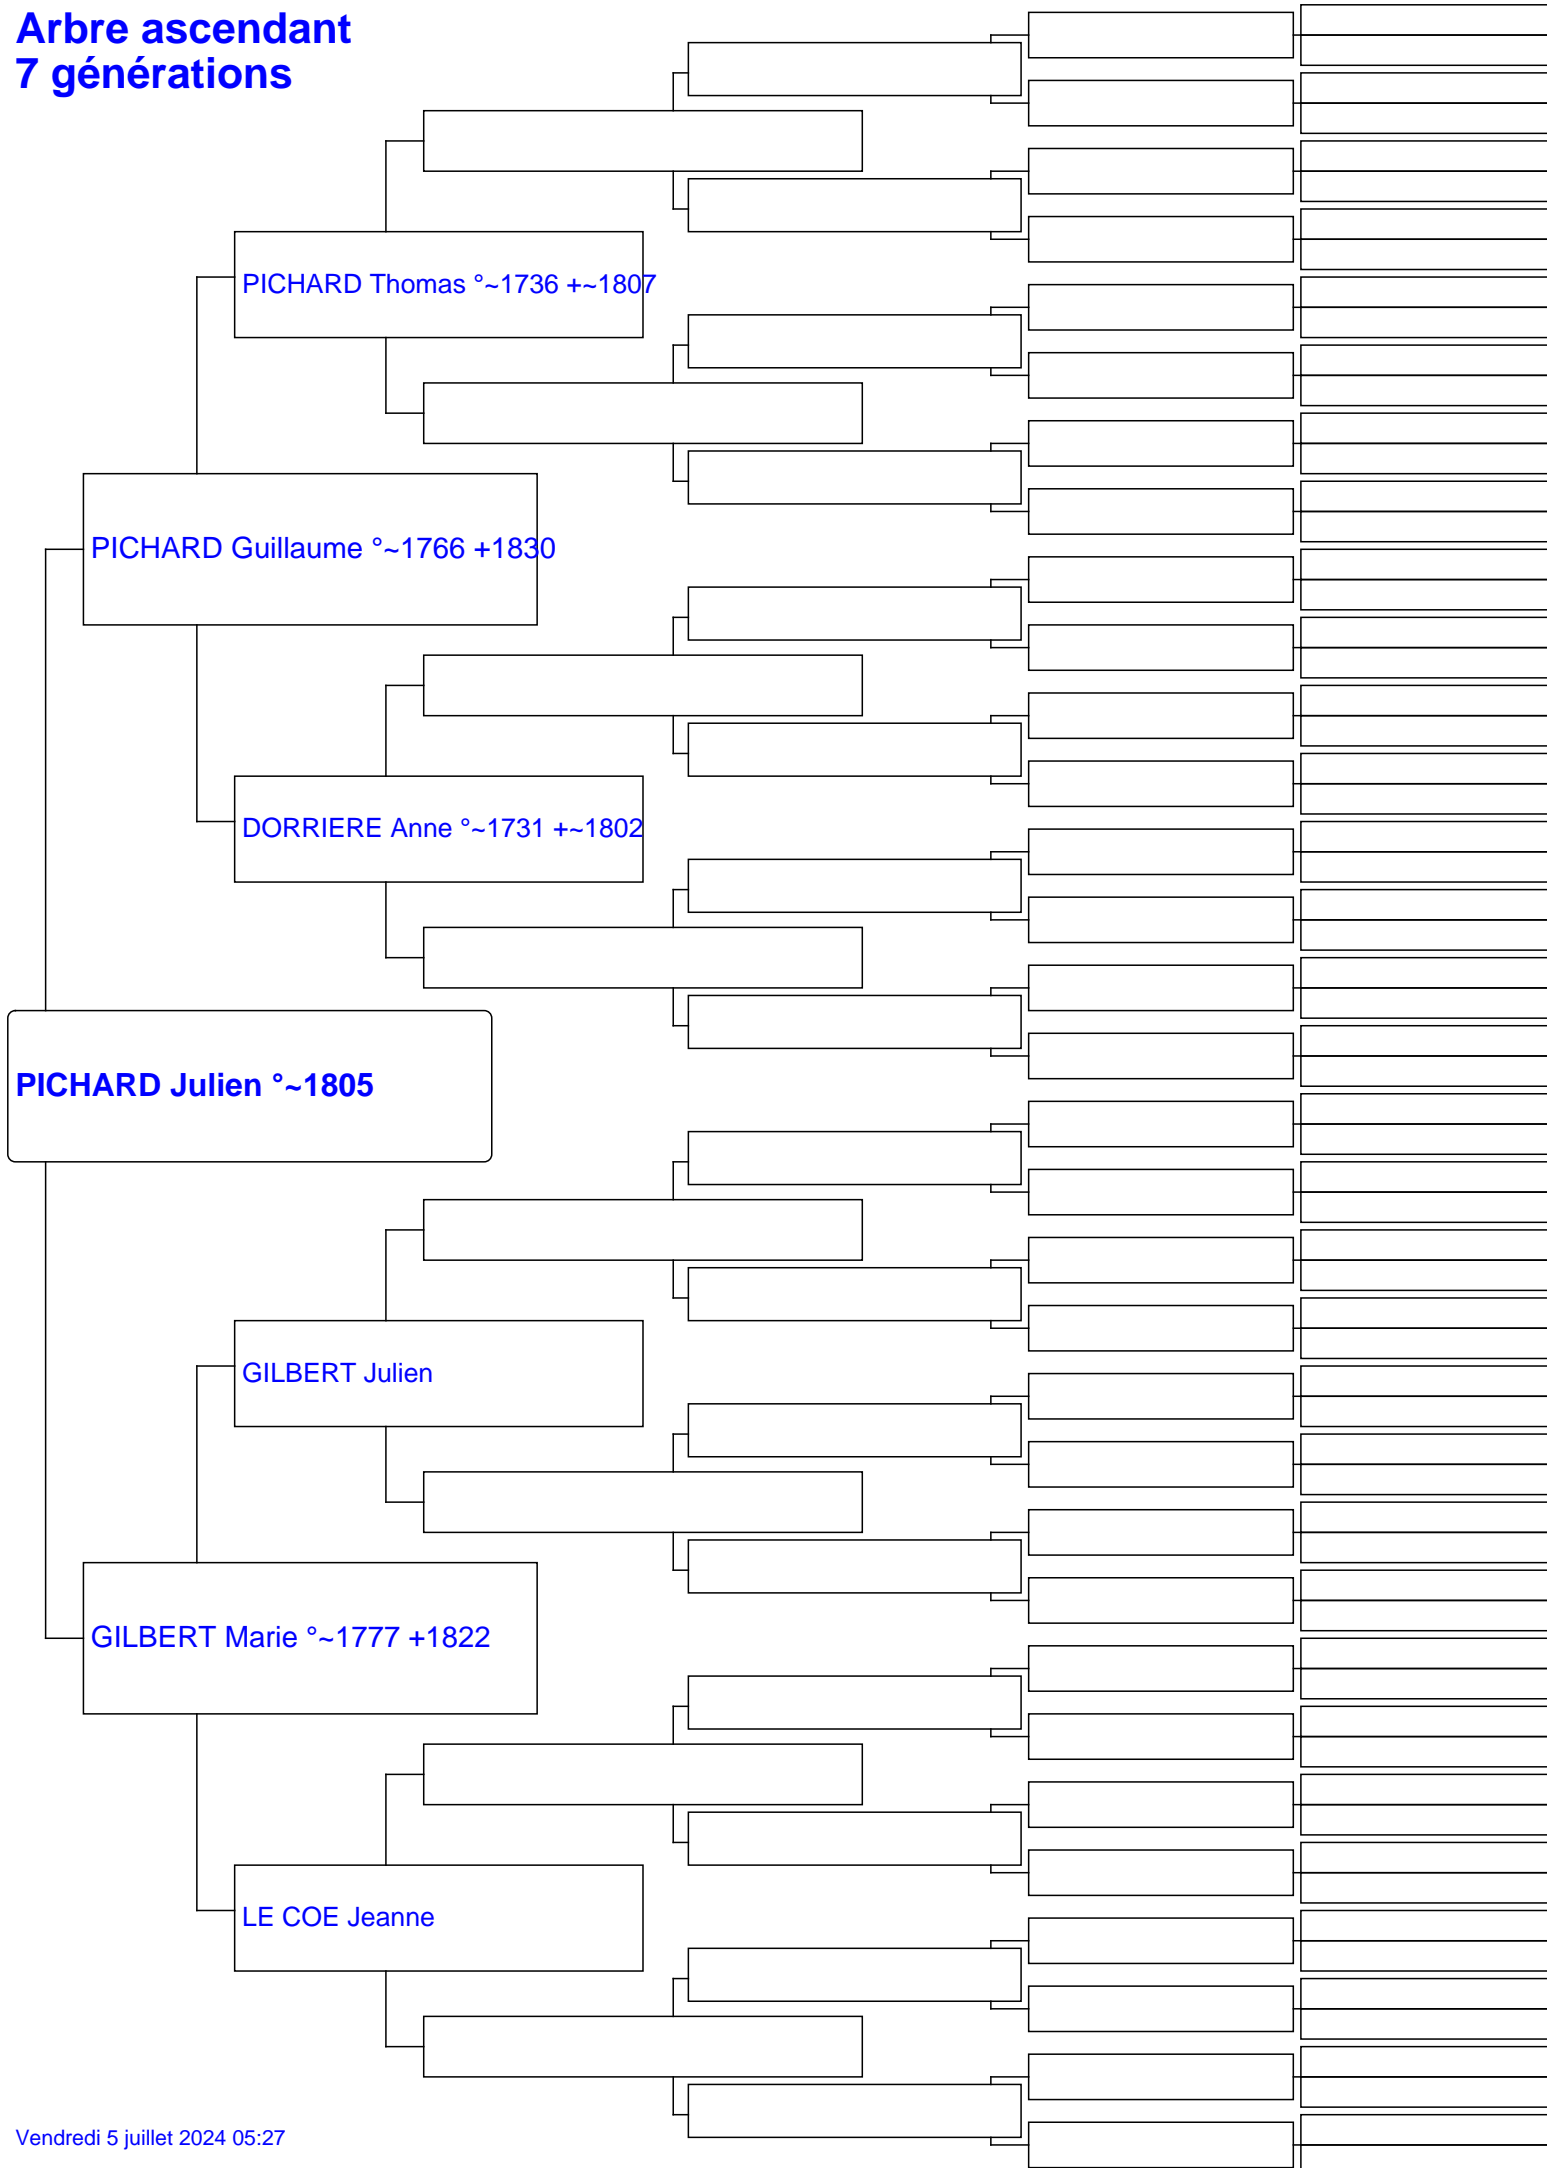 Arbre ascendant
7 générations
PICHARD Thomas °~1736 +~1807
PICHARD Guillaume °~1766 +1830
DORRIERE Anne °~1731 +~1802
PICHARD Julien °~1805
GILBERT Julien
GILBERT Marie °~1777 +1822
LE COE Jeanne
Vendredi 5 juillet 2024 05:27